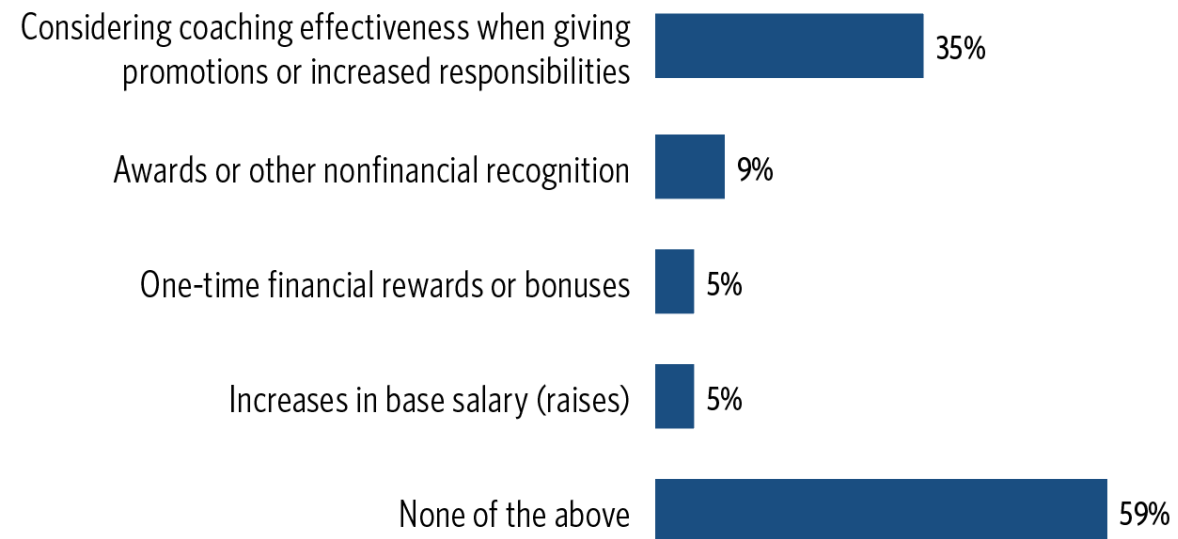 Considering coaching effectiveness when giving
promotions or increased responsibilities
35%
Awards or other nonfinancial recognition
9%
One-time financial rewards or bonuses
5%
Increases in base salary (raises)
5%
None of the above
59%